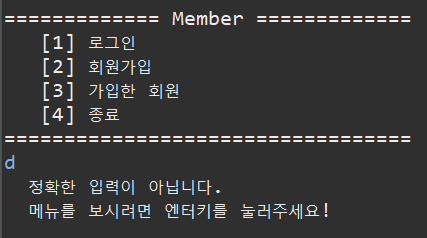 ============= Member =============
[1] 로그인
[2] 회원가입
[3] 가입한 회원
[4] 종료
==================================
d
정확한 입력이 아닙니다.
메뉴를 보시려면 엔터키를 눌러주세요!